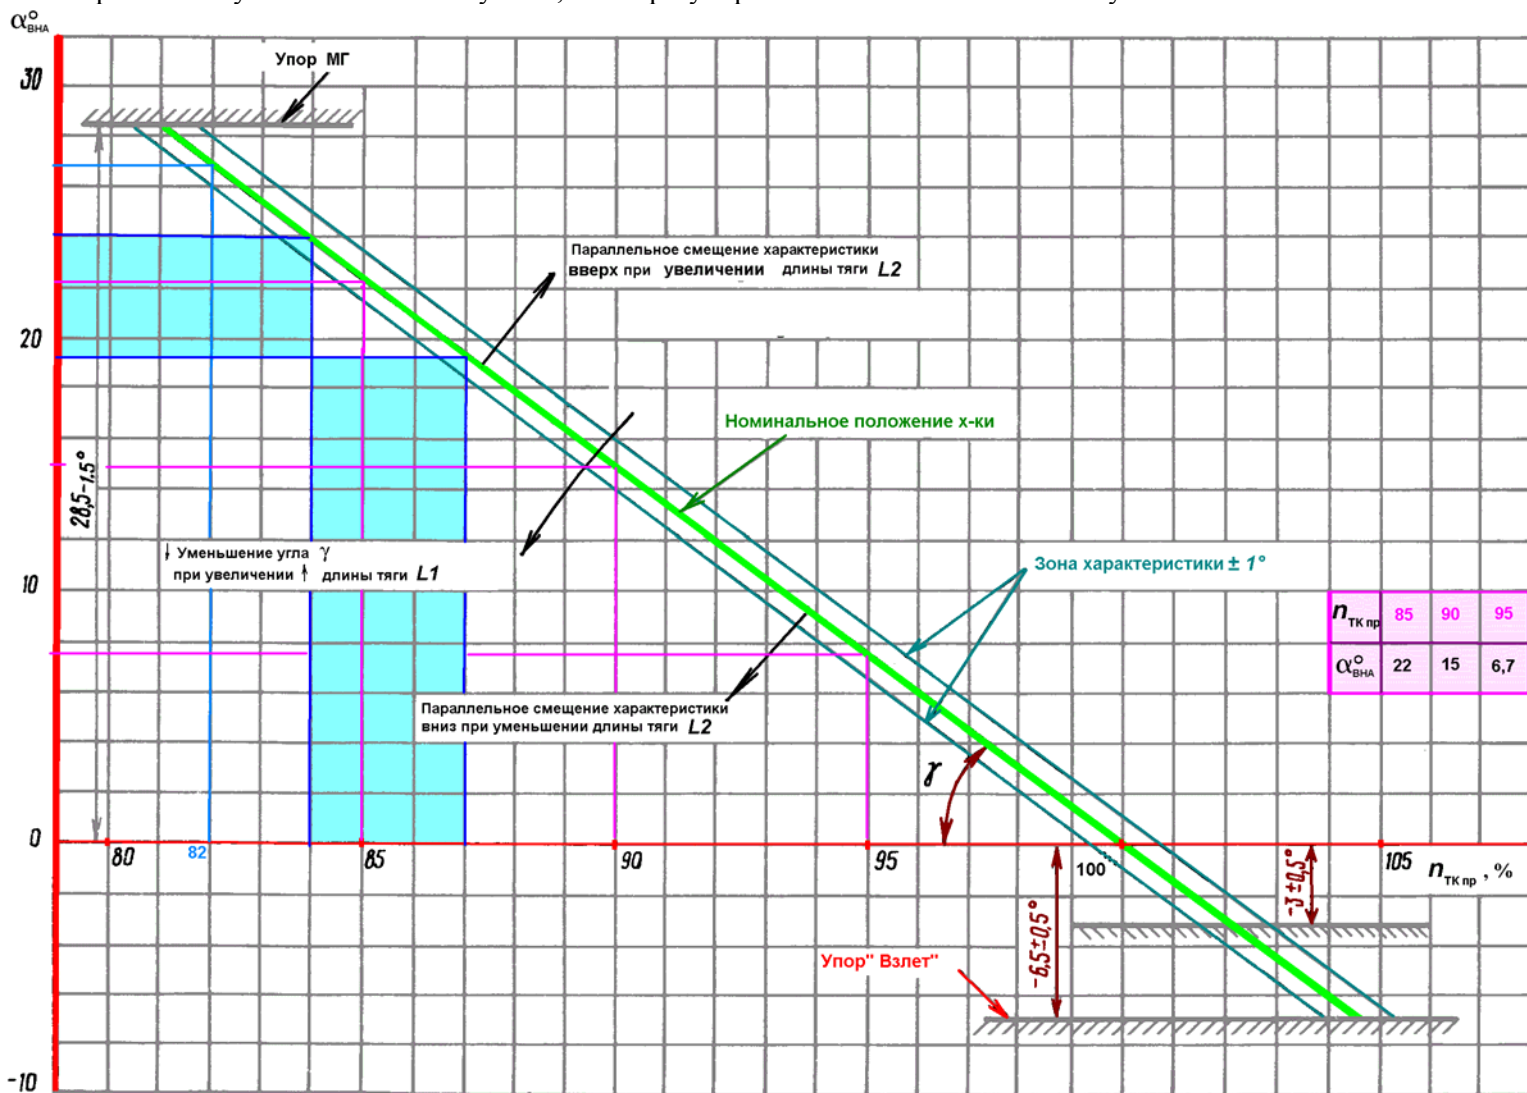 α°ВНА
30
Упор МГ
Параллельное смещение характеристики
вверх при увеличении длины тяги L2
20
Номинальное положение х-ки
28,5-1.5°
↓ Уменьшение угла γ
при увеличении ↑ длины тяги L1
Зона характеристики ± 1°
10
nТК пр 85 90 95
α°ВНА 22 15 6,7
Параллельное смещение характеристики
вниз при уменьшении длины тяги L2
γ
0
80
82
85
90
95
100
105
nТК пр , %
-3±0,5°
-6,5±0,5°
Упор" Взлет"
-10